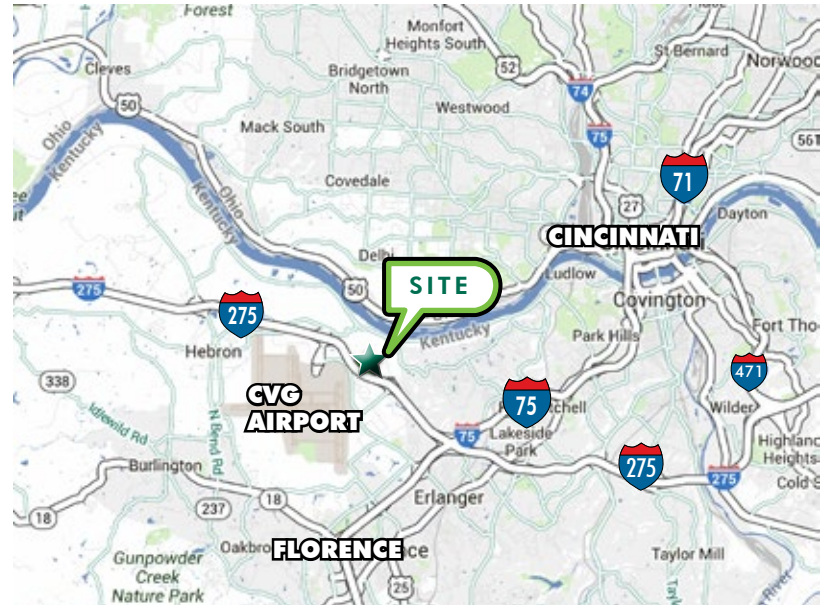 Forest
Monfort
Heights South
St Bernard
Norwood
Cleves
Bridgetown
North
52
74
50
Westwood
75
Mack South
56
Ohio
Kentucky
Ohio
Kentucky
Covedale
71
27
Dayton
CINCINNATI
Delhi
SITE
Ludlow
275
50
Covington
275
Kentucky
Fort Tho
Park Hills
Hebron
471
338
CVG
AIRPORT
75
Wilder
Idlewild Rd
N Bend Rd
75
Lakeside
Park
Highland
Heights
275
275
Cold S
Burlington
18
Erlanger
18
237
Oakbro
FLORENCE
Gunpowder
Creek
Nature Park
25
Taylor Mill
River